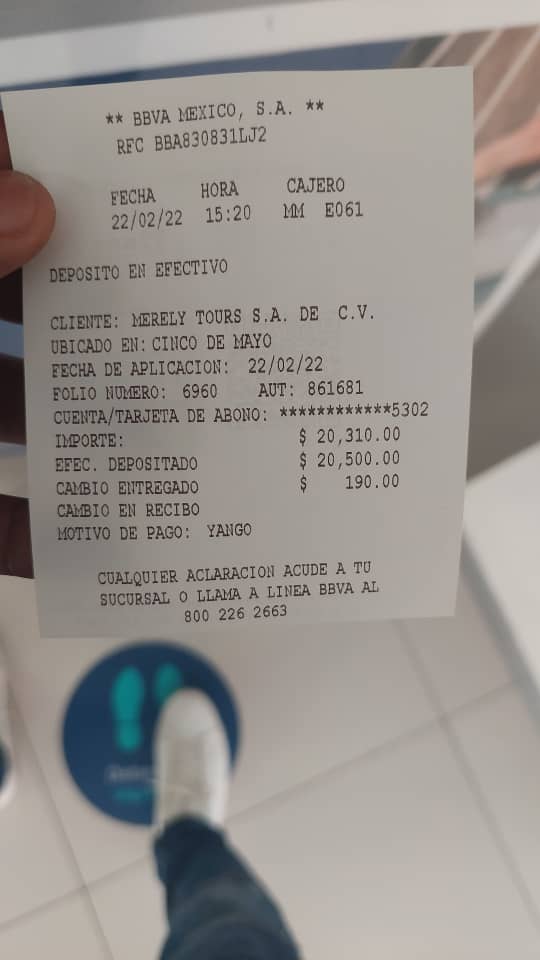 ** BBVA MEXICO, S.A. **
RFC BBA830831LJ2
FECHA HORA CAJERO
22/02/22 15:20 MM E061
DEPOSITO EN EFECTIVO
CLIENTE: MERELY TOURS S.A. DE C.V.
UBICADO EN: CINCO DE MAYO
FECHA DE APLICACION: 22/02/22
FOLIO NUMERO: 6960 AUT: 861681
CUENTA/TARJETA DE ABONO: ************5302
IMPORTE: $ 20,310.00
EFEC. DEPOSITADO $ 20,500.00
CAMBIO ENTREGADO $ 190.00
CAMBIO EN RECIBO
MOTIVO DE PAGO: YANGO
CUALQUIER ACLARACION ACUDE A TU
SUCURSAL O LLAMA A LINEA BBVA AL
800 226 2663